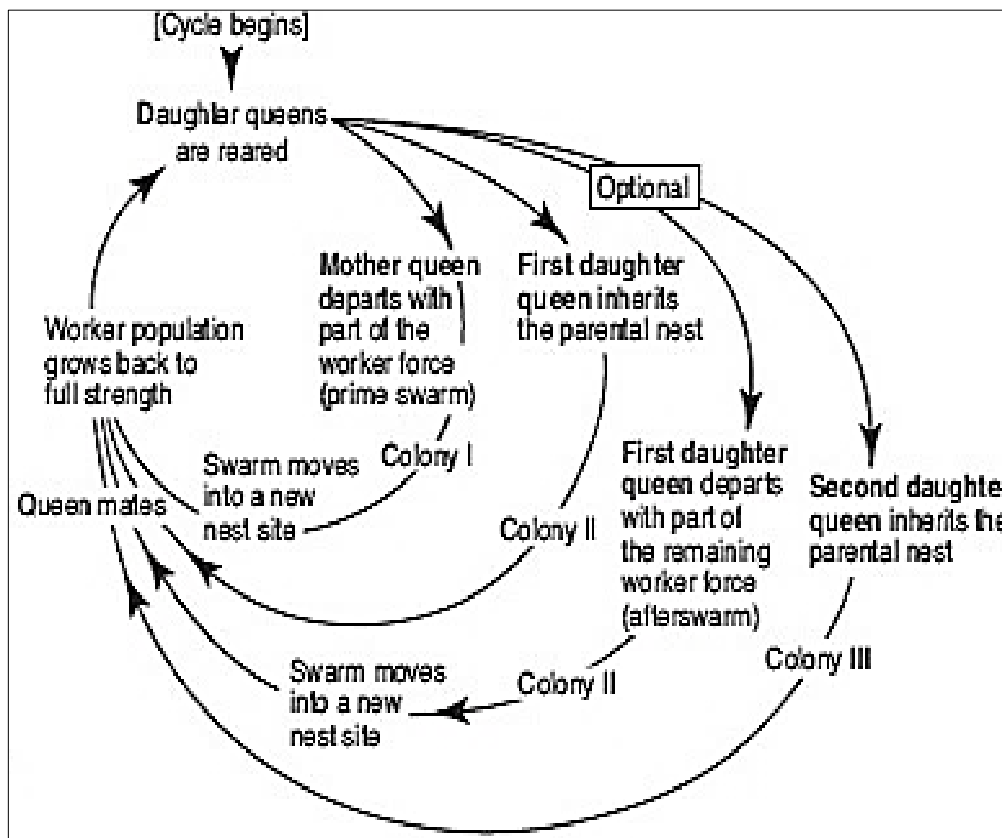 [Cycle begins]
Daughter queens
are reared
Optional
Mother queen
departs with
part of the
worker force
(prime swarm)
First daughter
queen inherits
the parental nest
Worker population
grows back to
full strength
Colony I
Swarm moves
into a new
nest site
Queen mates
Colony II
First daughter
queen departs
with part of
the remaining
worker force
(afterswarm)
Second daughte
queen inherits the
parental nest
Colony III
Colony II
Swarm moves
into a new
nest site